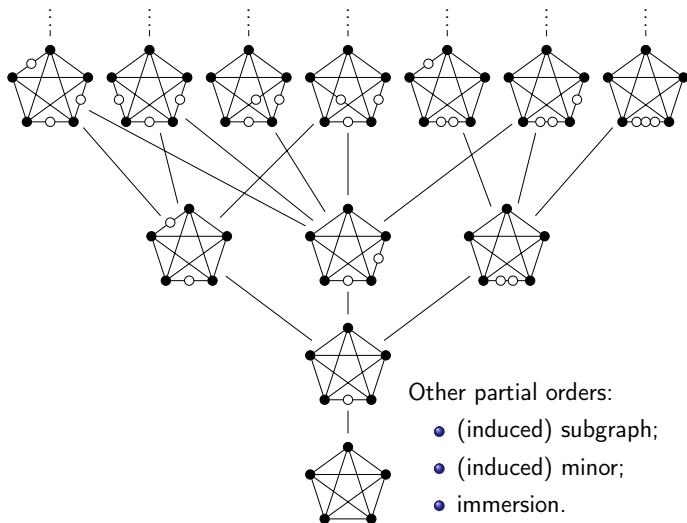 Other partial orders:
(induced) subgraph;
(induced) minor;
immersion.